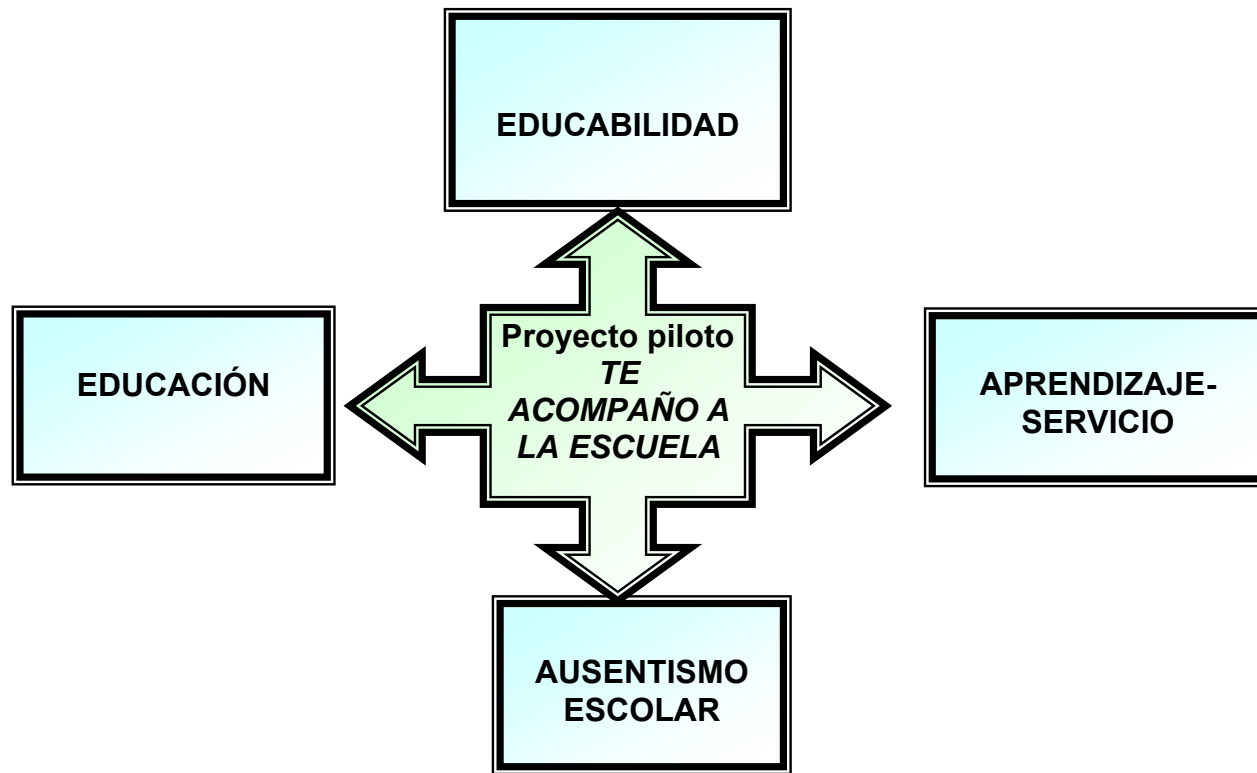 EDUCABILIDAD
EDUCACIÓN
Proyecto piloto
TE
ACOMPAÑO A
LA ESCUELA
APRENDIZAJE-
SERVICIO
AUSENTISMO
ESCOLAR